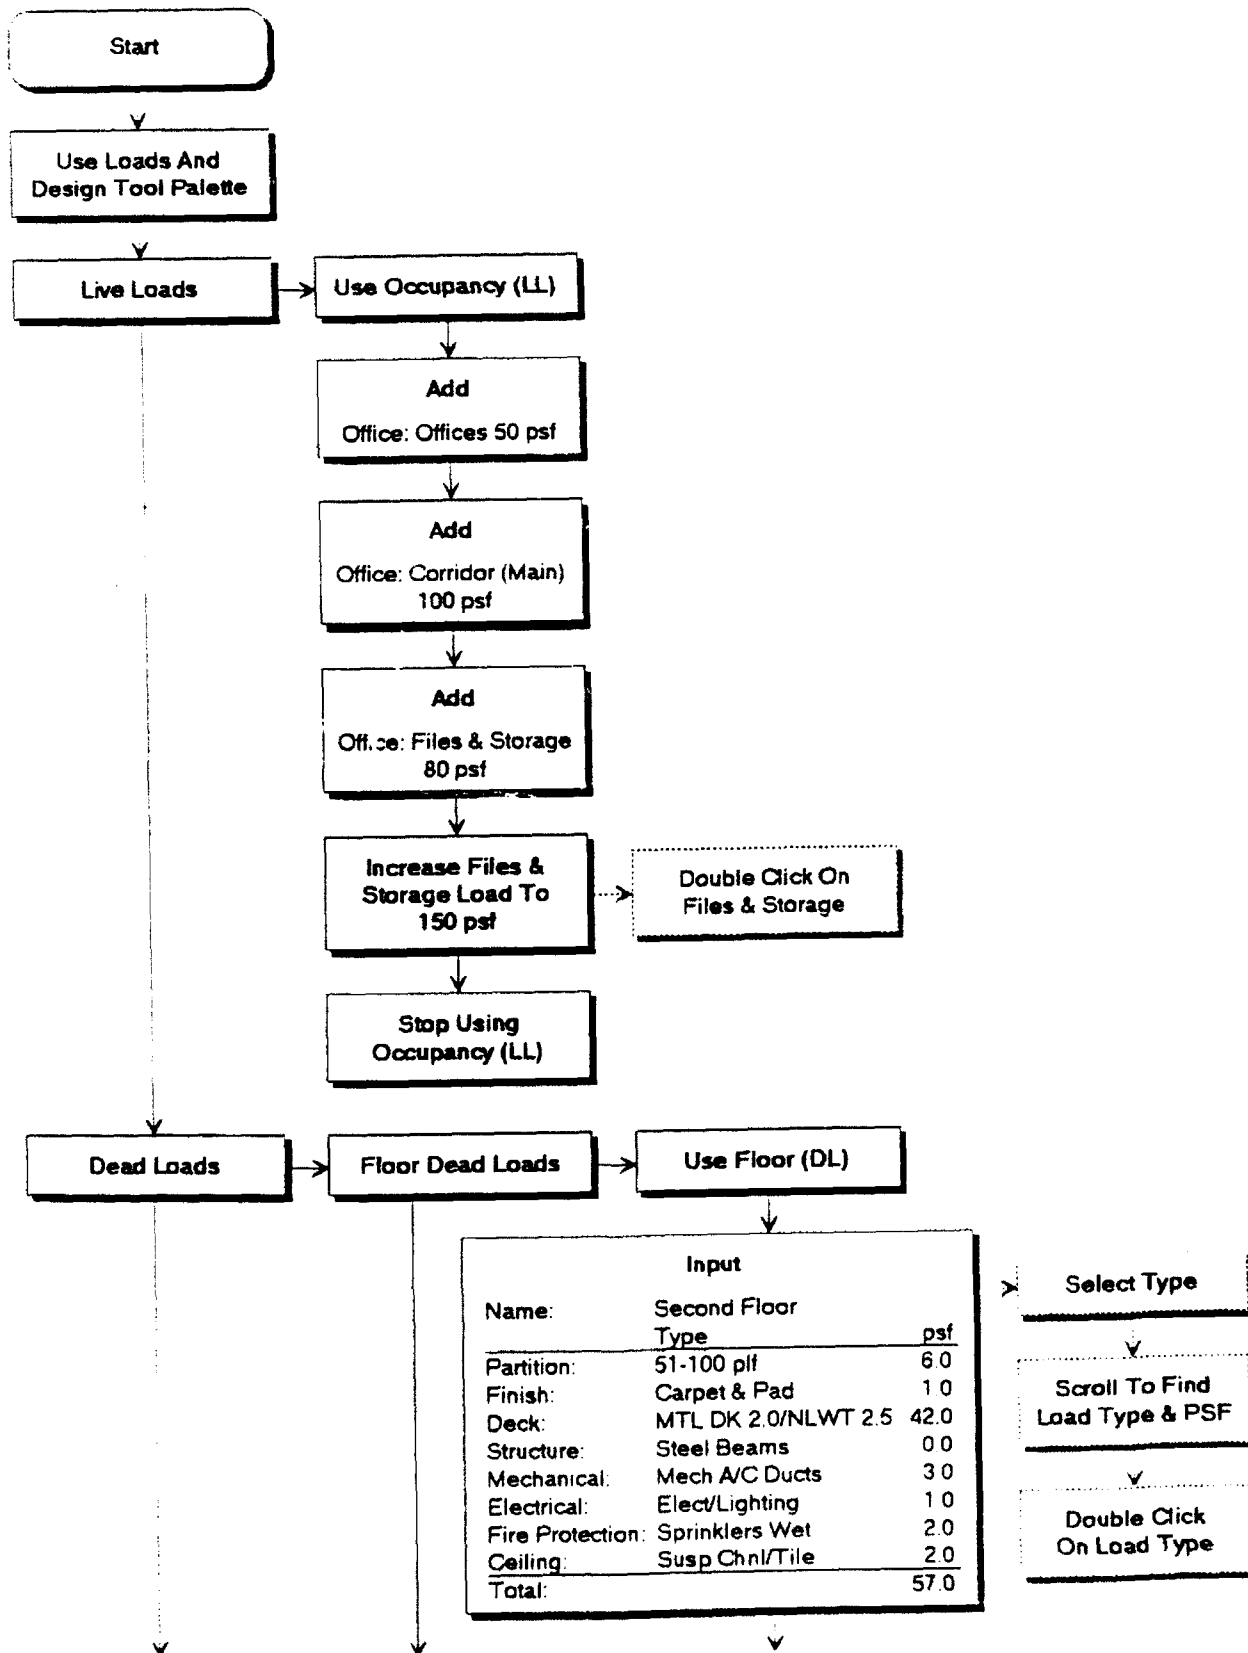 Start
Use Loads And
Design Tool Palette
Live Loads
Use Occupancy (LL)
Add
Office: Offices 50 psf
Add
Office: Corridor (Main)
100 psf
Add
Office: Files & Storage
80 psf
Increase Files &
Storage Load To
150 psf
Double Click On
Files & Storage
Stop Using
Occupancy (LL)
Dead Loads
Floor Dead Loads
Use Floor (DL)
Input
Name: Second Floor
Type psf
Partition: 51-100 plf 6.0
Finish: Carpet & Pad 1.0
Deck: MTL DK 2.0/NLWT 2.5 42.0
Structure: Steel Beams 0.0
Mechanical: Mech A/C Ducts 3.0
Electrical: Elect/Lighting 1.0
Fire Protection: Sprinklers Wet 2.0
Ceiling: Susp Chnl/Tile 2.0
Total: 57.0
Select Type
Scroll To Find
Load Type & PSF
Double Click
On Load Type